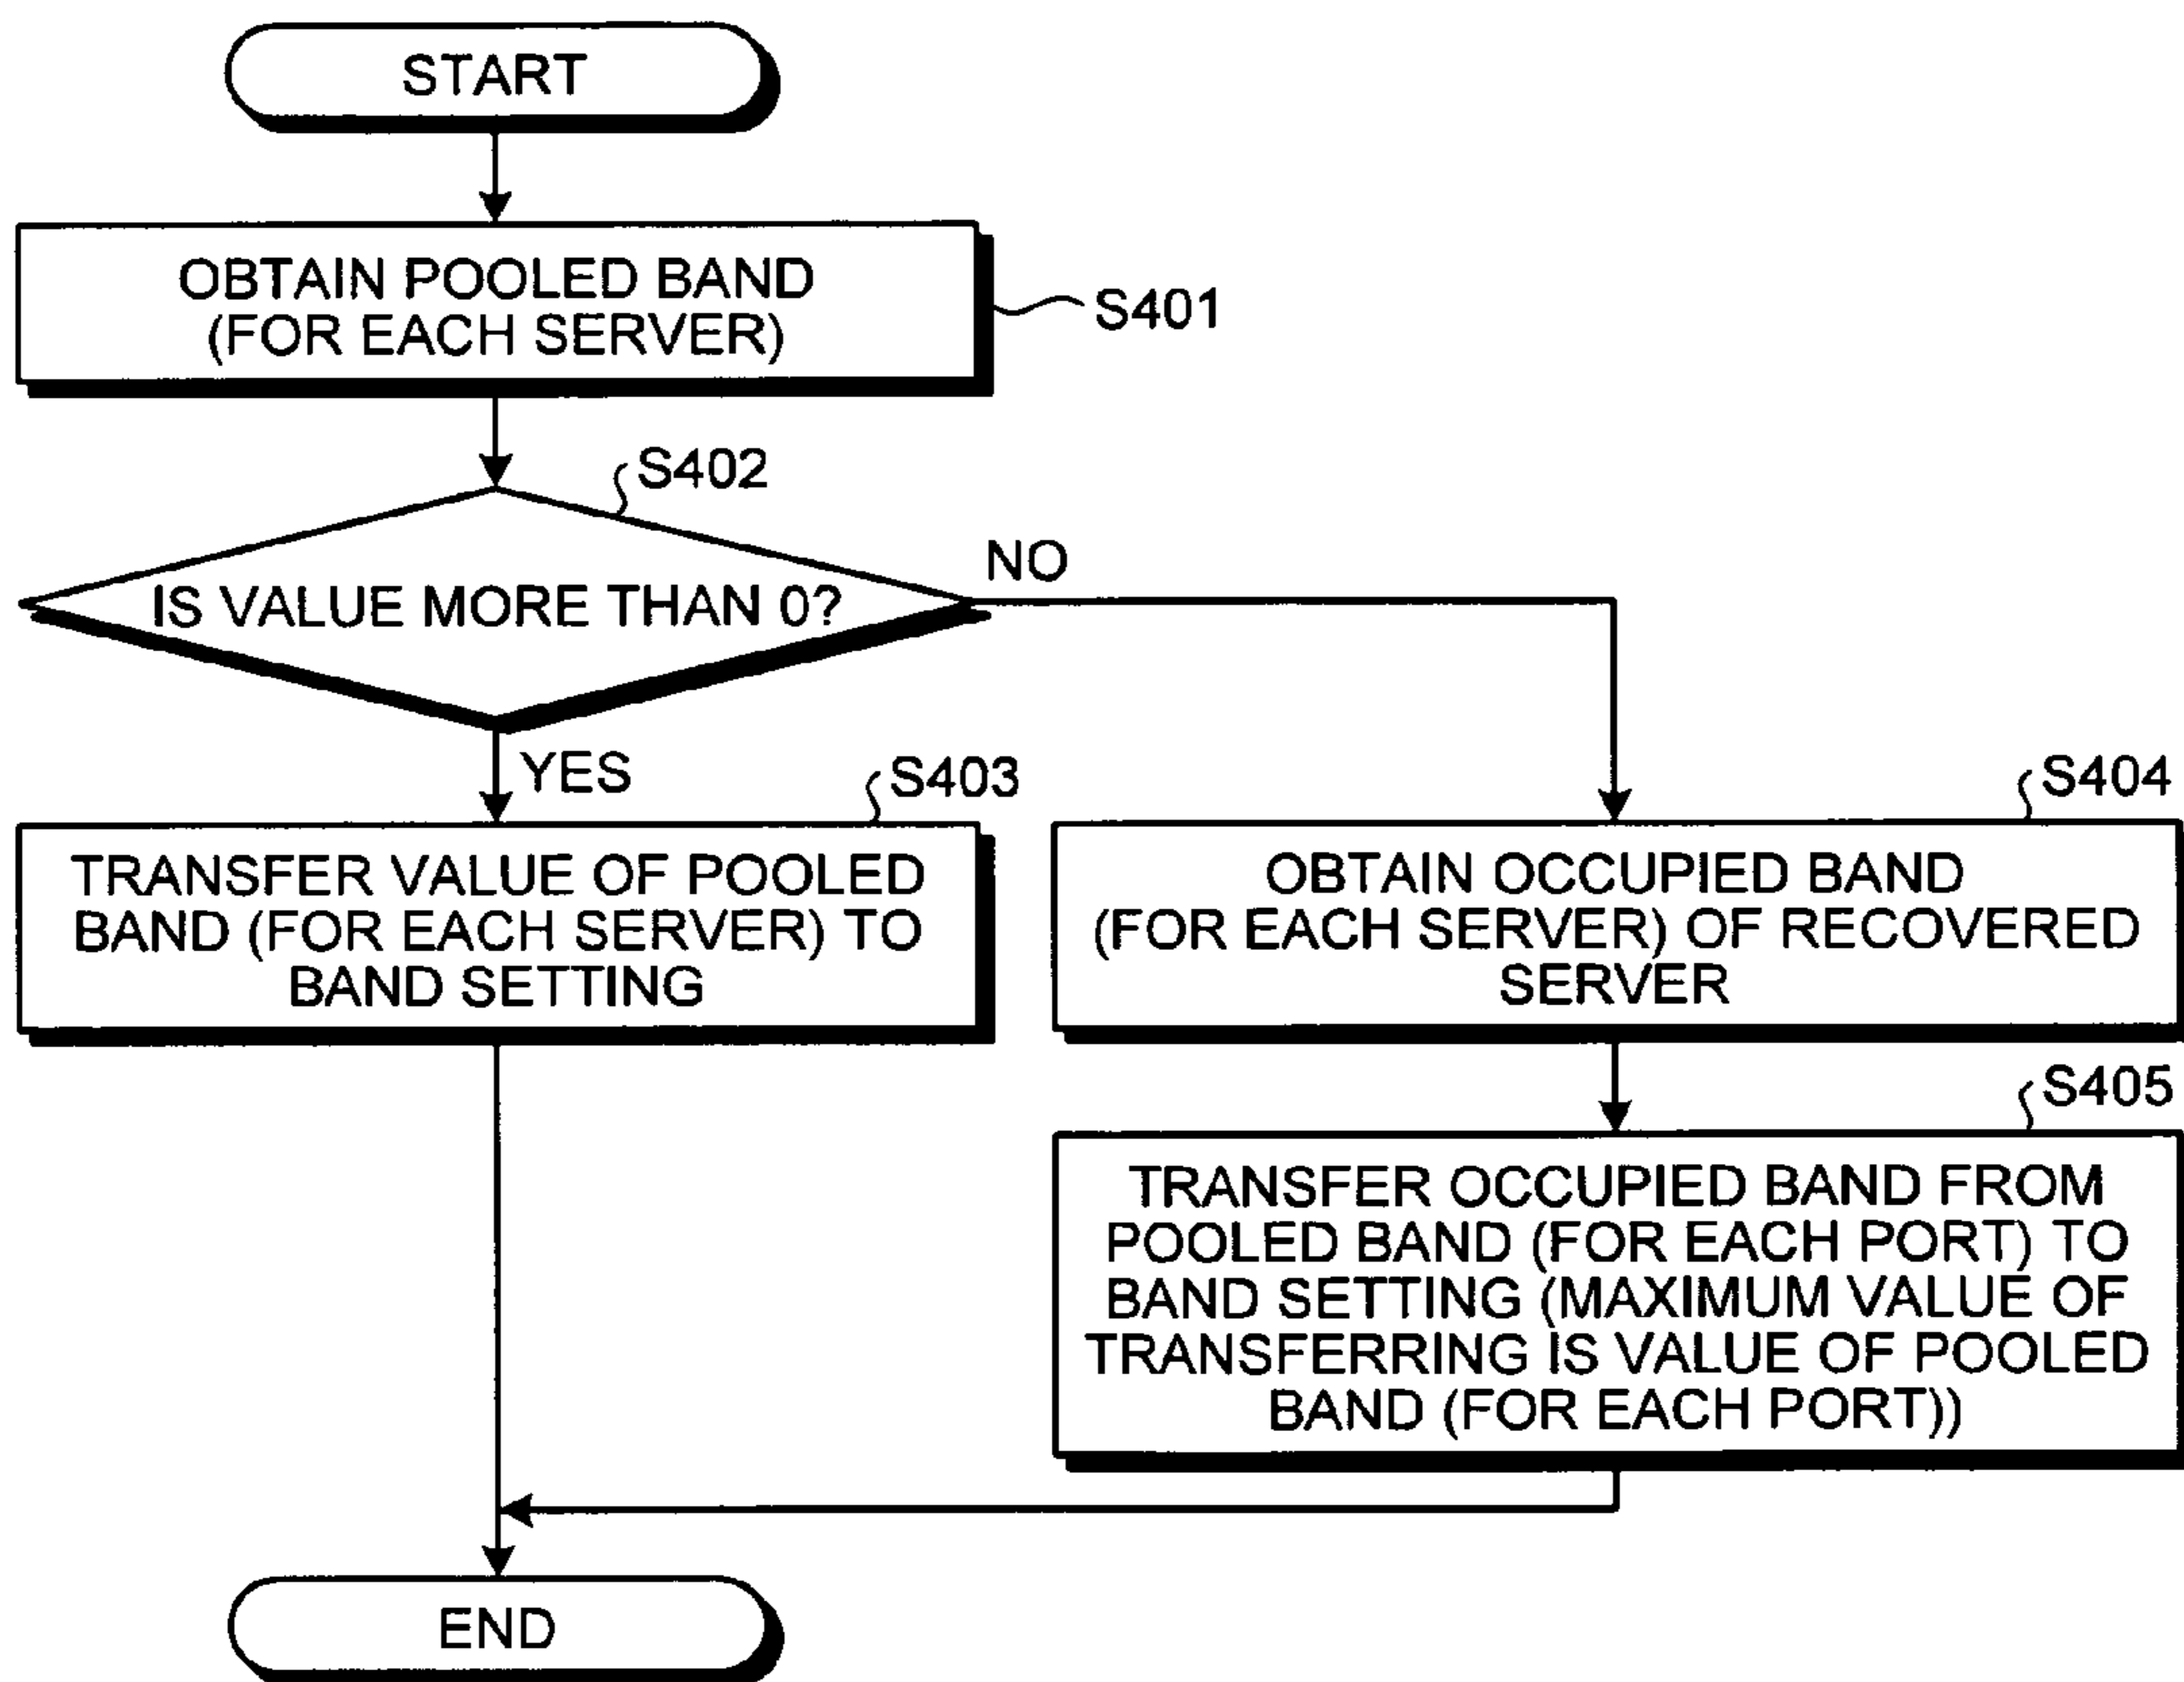 START
OBTAIN POOLED BAND
(FOR EACH SERVER)
S401
S402
IS VALUE MORE THAN 0?
NO
YES
S403
TRANSFER VALUE OF POOLED
BAND (FOR EACH SERVER) TO
BAND SETTING
S404
OBTAIN OCCUPIED BAND
(FOR EACH SERVER) OF RECOVERED
SERVER
S405
TRANSFER OCCUPIED BAND FROM
POOLED BAND (FOR EACH PORT) TO
BAND SETTING (MAXIMUM VALUE OF
TRANSFERRING IS VALUE OF POOLED
BAND (FOR EACH PORT))
END